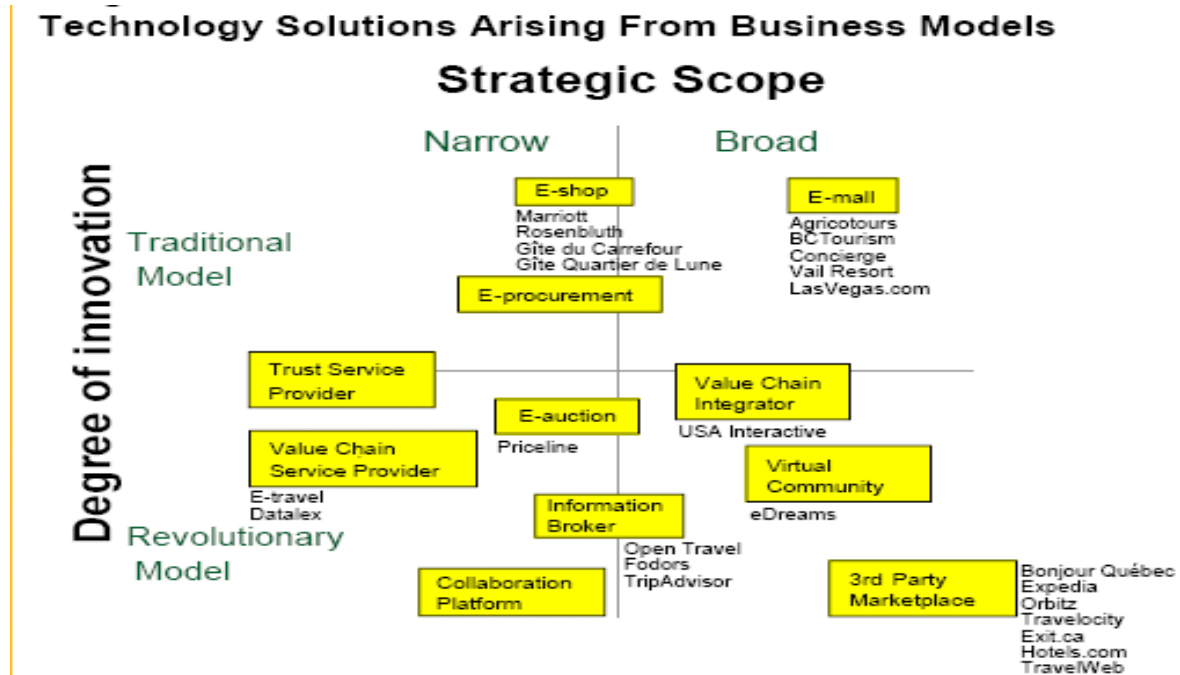 Technology Solutions Arising From Business Models
Strategic Scope
Narrow
Broad
Degree of innovation
Traditional
Model
E-shop
Marriott
Rosenbluth
Gîte du Carrefour
Gîte Quartier de Lune
E-mall
Agricotours
BCTourism
Concierge
Vail Resort
LasVegas.com
E-procurement
Trust Service
Provider
Value Chain
Integrator
USA Interactive
E-auction
Priceline
Value Chain
Service Provider
E-travel
Datalex
Virtual
Community
eDreams
Information
Broker
Open Travel
Fodors
TripAdvisor
Revolutionary
Model
Collaboration
Platform
3rd Party
Marketplace
Bonjour Québec
Expedia
Orbitz
Travelocity
Exit.ca
Hotels.com
TravelWeb